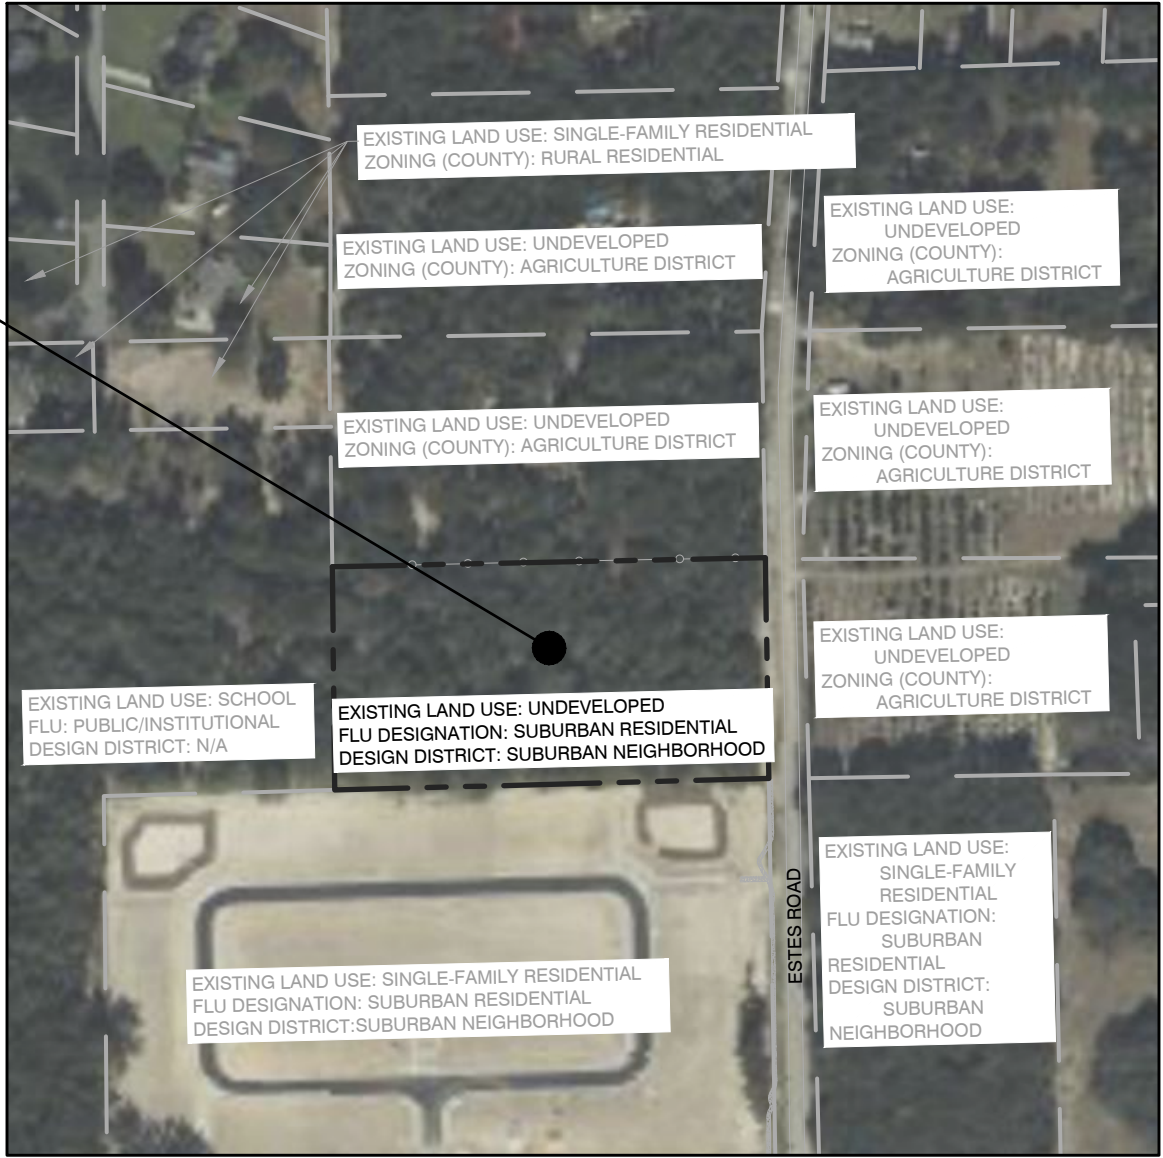 EXISTING LAND USE: SINGLE-FAMILY RESIDENTIAL
ZONING (COUNTY): RURAL RESIDENTIAL
EXISTING LAND USE:
UNDEVELOPED
ZONING (COUNTY):
AGRICULTURE DISTRICT
EXISTING LAND USE: UNDEVELOPED
ZONING (COUNTY): AGRICULTURE DISTRICT
EXISTING LAND USE:
UNDEVELOPED
ZONING (COUNTY):
AGRICULTURE DISTRICT
EXISTING LAND USE: UNDEVELOPED
ZONING (COUNTY): AGRICULTURE DISTRICT
EXISTING LAND USE:
UNDEVELOPED
ZONING (COUNTY):
AGRICULTURE DISTRICT
EXISTING LAND USE: SCHOOL
FLU: PUBLIC/INSTITUTIONAL
DESIGN DISTRICT: N/A
EXISTING LAND USE: UNDEVELOPED
FLU DESIGNATION: SUBURBAN RESIDENTIAL
DESIGN DISTRICT: SUBURBAN NEIGHBORHOOD
EXISTING LAND USE:
SINGLE-FAMILY
RESIDENTIAL
FLU DESIGNATION:
SUBURBAN
RESIDENTIAL
DESIGN DISTRICT:
SUBURBAN
NEIGHBORHOOD
ESTES ROAD
EXISTING LAND USE: SINGLE-FAMILY RESIDENTIAL
FLU DESIGNATION: SUBURBAN RESIDENTIAL
DESIGN DISTRICT:SUBURBAN NEIGHBORHOOD